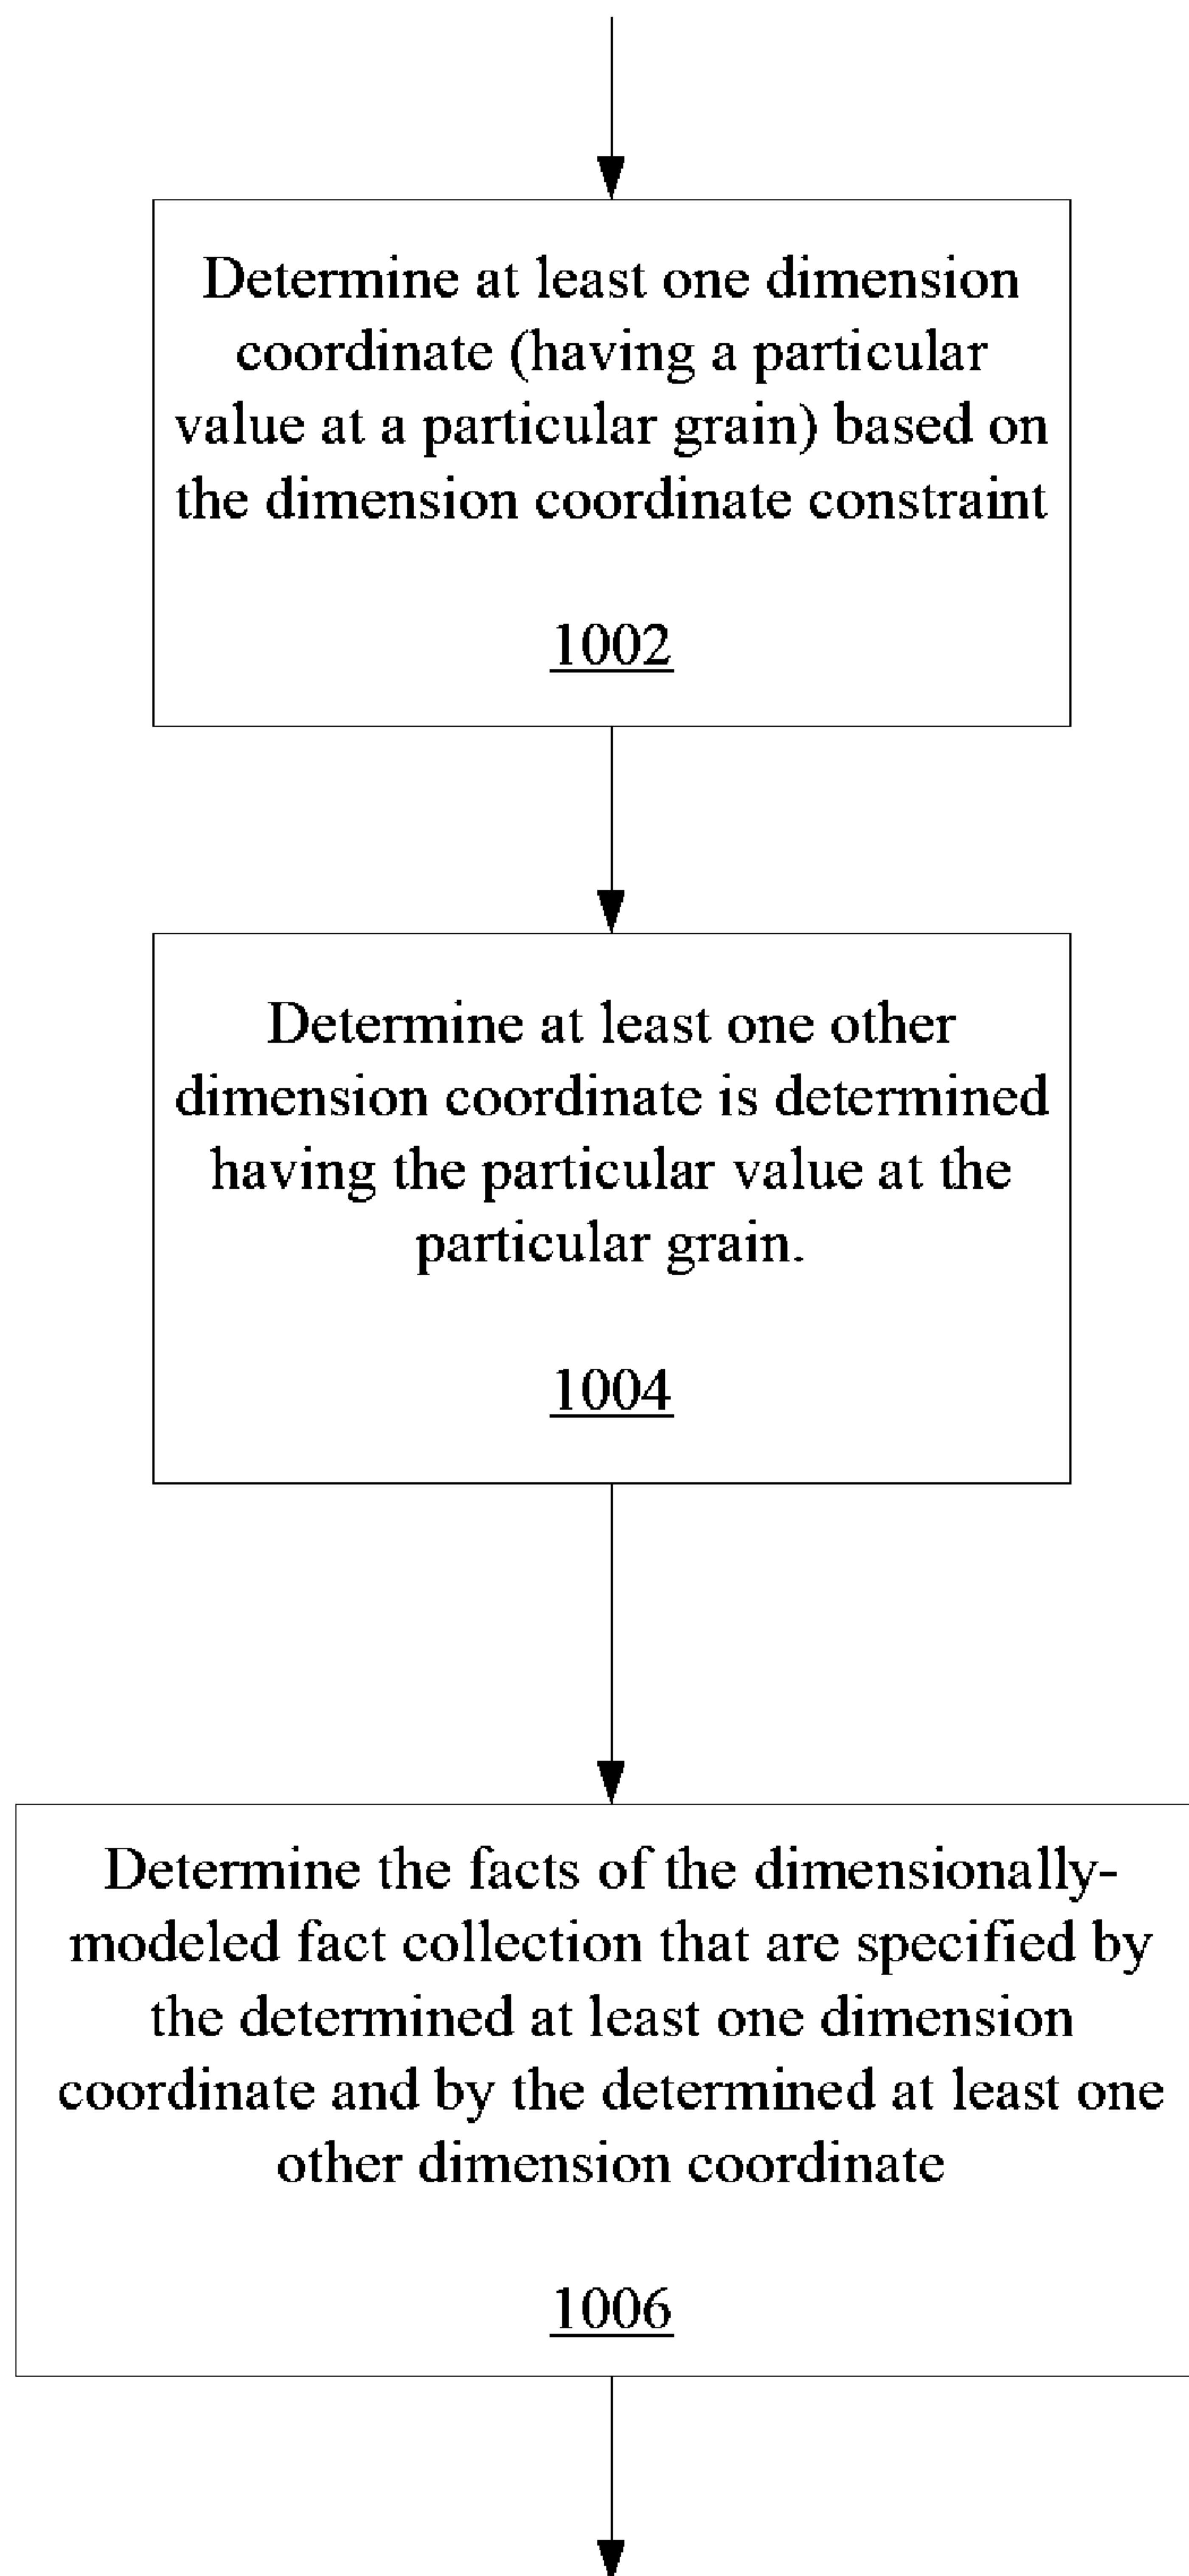 Determine at least one dimension
coordinate (having a particular
value at a particular grain) based on
the dimension coordinate constraint
1002
Determine at least one other
dimension coordinate is determined
having the particular value at the
particular grain.
1004
Determine the facts of the dimensionally-
modeled fact collection that are specified by
the determined at least one dimension
coordinate and by the determined at least one
other dimension coordinate
1006